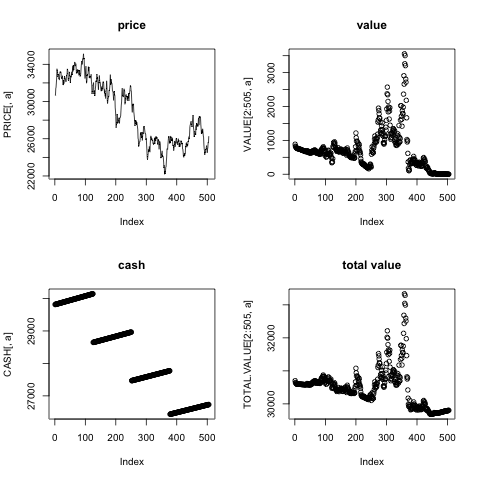 price
PRICE[, a]
22000 26000 30000 34000
0 100 200 300 400 500
Index
value
VALUE[2:505, a]
0 1000 2000 3000
0 100 200 300 400 500
Index
cash
CASH[, a]
27000 29000
0 100 200 300 400 500
Index
total value
TOTAL.VALUE[2:505, a]
30000 32000
0 100 200 300 400 500
Index